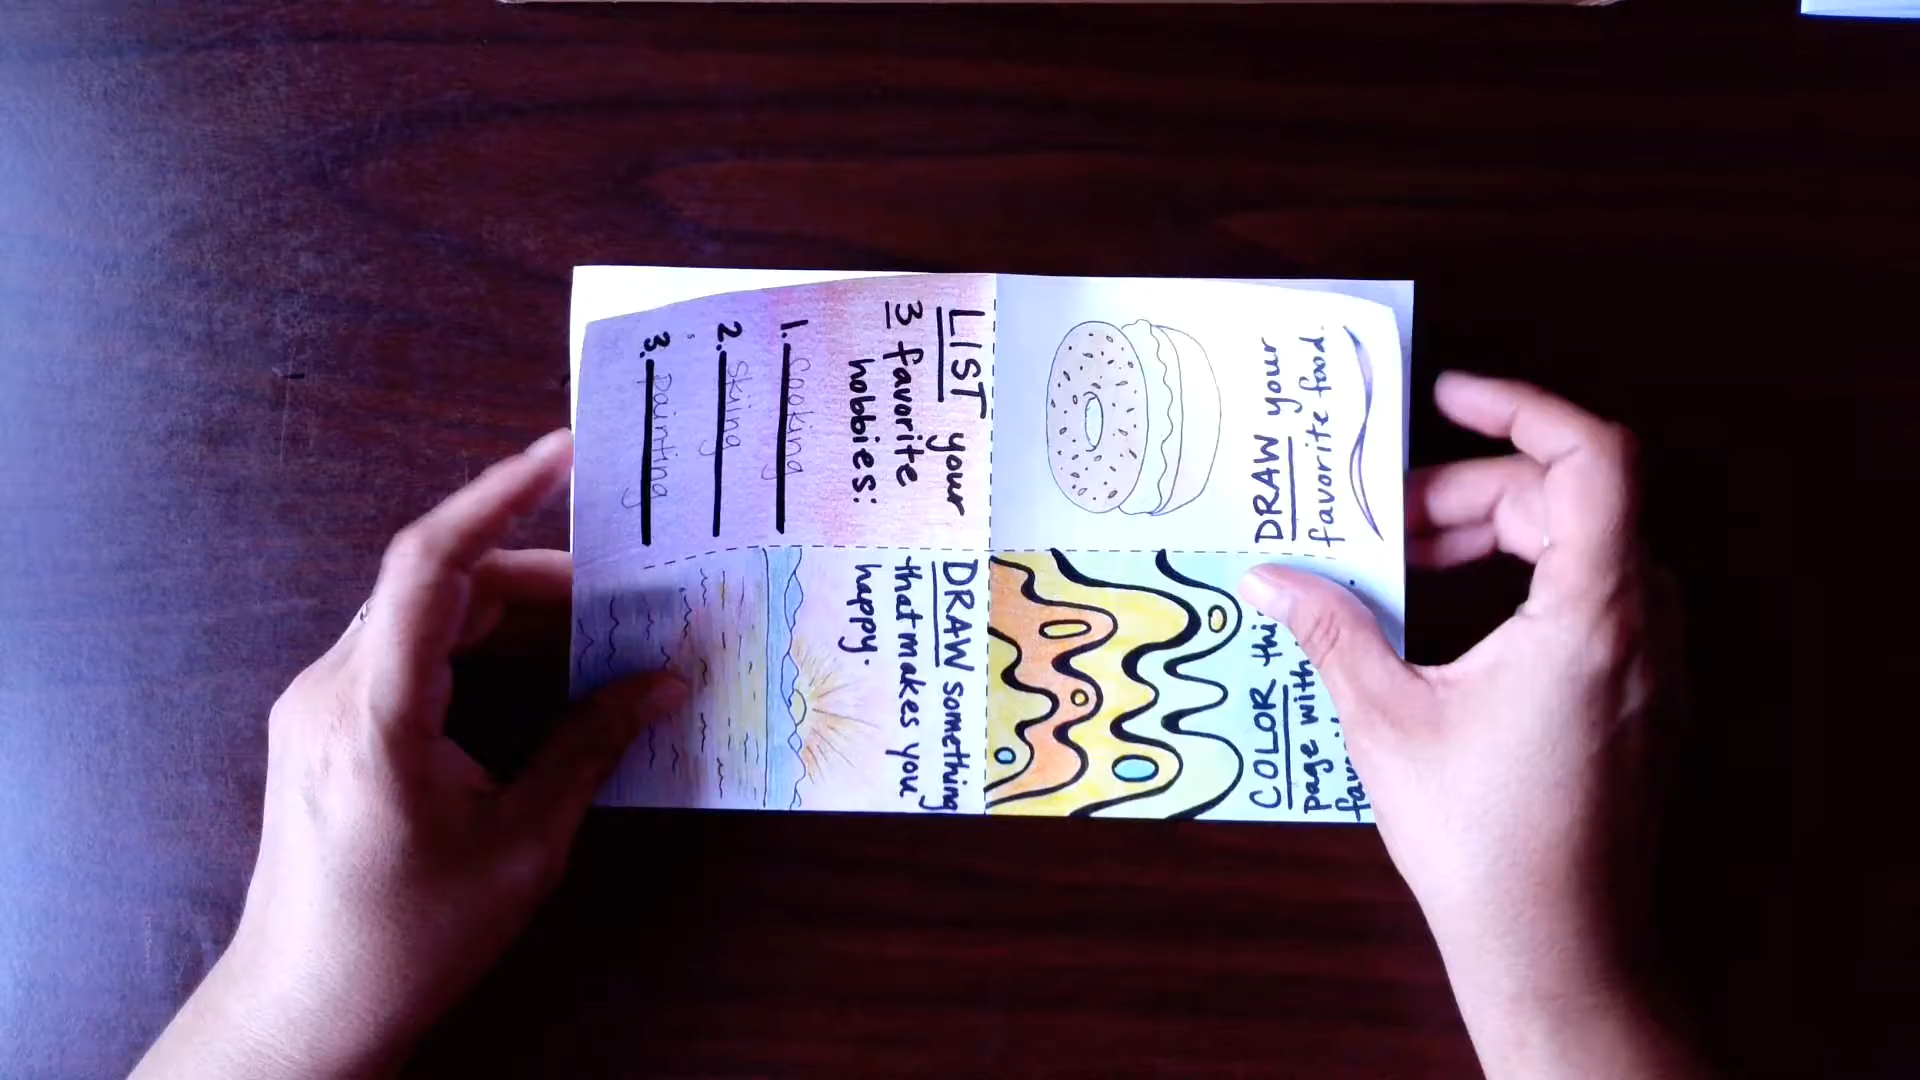 LIST your
3 favorite
hobbies:
1. Cooking
2. Skiing
3. Painting
DRAW your
favorite food.
DRAW something
that makes you
happy.
COLOR
page with